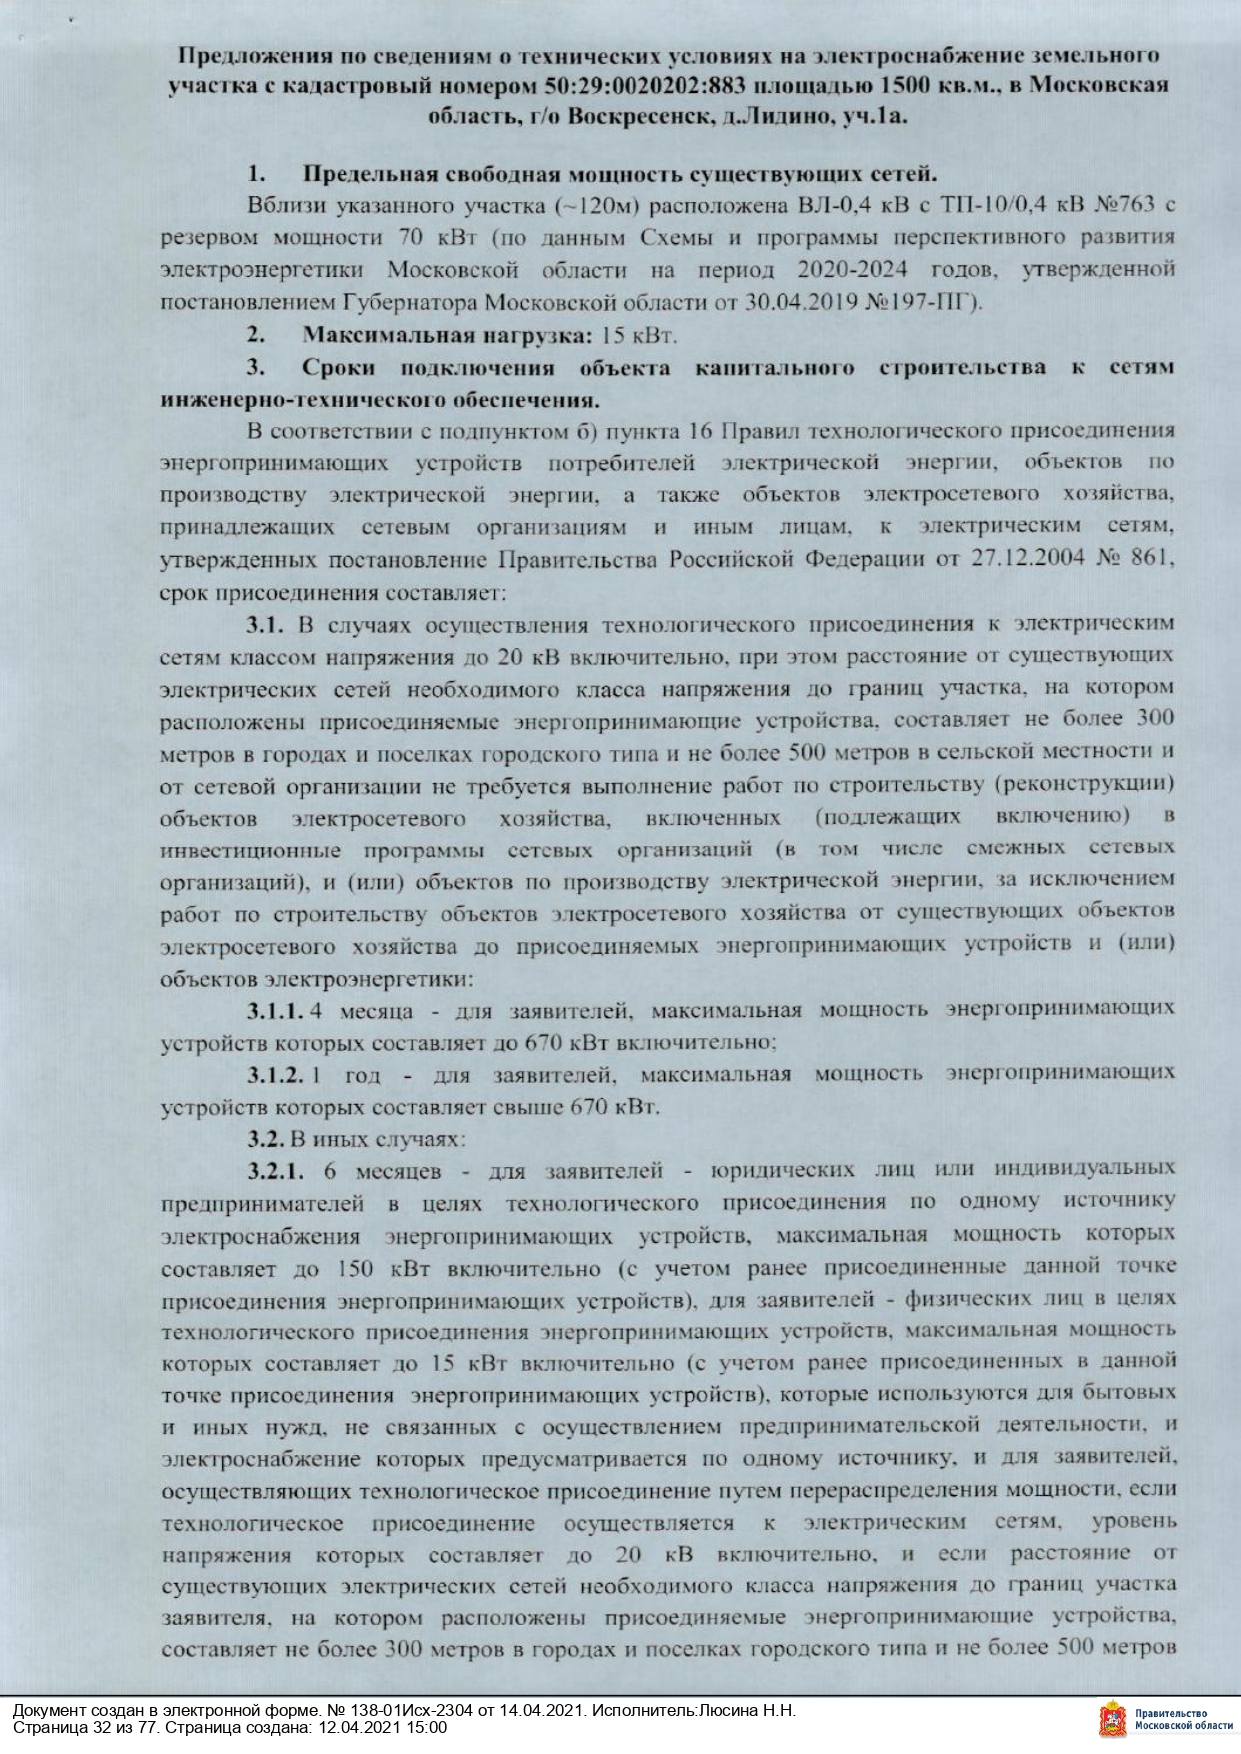 Предложения по сведениям о технических условиях на электроснабжение земельного
участка с кадастровый номером 50:29:0020202:883 площадью 1500 кв.м., в Московская
область, г/о Воскресенск, д.Лидино, уч.1а.
1. Предельная свободная мощность существующих сетей.
Вблизи указанного участка (~120м) расположена ВЛ-0,4 кВ с ТП-10/0,4 кВ №763 с
резервом мощности 70 кВт (по данным Схемы и программы перспективного развития
электроэнергетики Московской области на период 2020-2024 годов, утвержденной
постановлением Губернатора Московской области от 30.04.2019 №197-ПГ).
2. Максимальная нагрузка: 15 кВт.
3. Сроки подключения объекта капитального строительства к сетям
инженерно-технического обеспечения.
В соответствии с подпунктом б) пункта 16 Правил технологического присоединения
энергопринимающих устройств потребителей электрической энергии, объектов по
производству электрической энергии, а также объектов электросетевого хозяйства,
принадлежащих сетевым организациям и иным лицам, к электрическим сетям,
утвержденных постановление Правительства Российской Федерации от 27.12.2004 № 861,
срок присоединения составляет:
3.1. В случаях осуществления технологического присоединения к электрическим
сетям классом напряжения до 20 кВ включительно, при этом расстояние от существующих
электрических сетей необходимого класса напряжения до границ участка, на котором
расположены присоединяемые энергопринимающие устройства, составляет не более 300
метров в городах и поселках городского типа и не более 500 метров в сельской местности и
от сетевой организации не требуется выполнение работ по строительству (реконструкции)
объектов электросетевого хозяйства, включенных (подлежащих включению) в
инвестиционные программы сетевых организаций (в том числе смежных сетевых
организаций), и (или) объектов по производству электрической энергии, за исключением
работ по строительству объектов электросетевого хозяйства от существующих объектов
электросетевого хозяйства до присоединяемых энергопринимающих устройств и (или)
объектов электроэнергетики:
3.1.1. 4 месяца - для заявителей, максимальная мощность энергопринимающих
устройств которых составляет до 670 кВт включительно;
3.1.2. 1 год - для заявителей, максимальная мощность энергопринимающих
устройств которых составляет свыше 670 кВт.
3.2. В иных случаях:
3.2.1. 6 месяцев - для заявителей - юридических лиц или индивидуальных
предпринимателей в целях технологического присоединения по одному источнику
электроснабжения энергопринимающих устройств, максимальная мощность которых
составляет до 150 кВт включительно (с учетом ранее присоединенные данной точке
присоединения энергопринимающих устройств), для заявителей - физических лиц в целях
технологического присоединения энергопринимающих устройств, максимальная мощность
которых составляет до 15 кВт включительно (с учетом ранее присоединенных в данной
точке присоединения энергопринимающих устройств), которые используются для бытовых
и иных нужд, не связанных с осуществлением предпринимательской деятельности, и
электроснабжение которых предусматривается по одному источнику, и для заявителей,
осуществляющих технологическое присоединение путем перераспределения мощности, если
технологическое присоединение осуществляется к электрическим сетям, уровень
напряжения которых составляет до 20 кВ включительно, и если расстояние от
существующих электрических сетей необходимого класса напряжения до границ участка
заявителя, на котором расположены присоединяемые энергопринимающие устройства,
составляет не более 300 метров в городах и поселках городского типа и не более 500 метров
Документ создан в электронной форме. № 138-01Исх-2304 от 14.04.2021. Исполнитель:Люсина Н.Н.
Страница 32 из 77. Страница создана: 12.04.2021 15:00
Правительство
Московской области